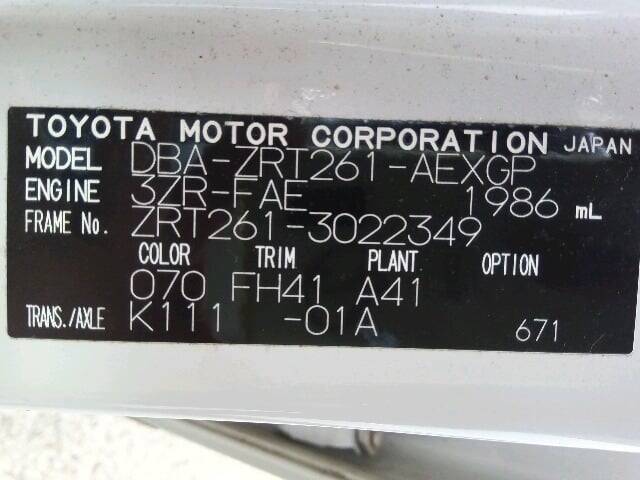 TOYOTA MOTOR CORPORATION JAPAN
MODEL DBA-ZRT261-AEXGP
ENGINE 3ZR-FAE 1986 mL
FRAME No. ZRT261-3022349
COLOR TRIM PLANT OPTION
070 FH41 A41
TRANS./AXLE K111 -01A 671